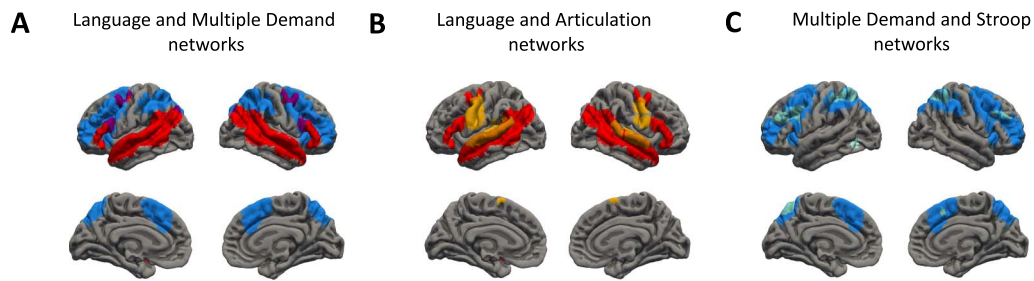 A
Language and Multiple Demand
networks
B
Language and Articulation
networks
C
Multiple Demand and Stroop
networks